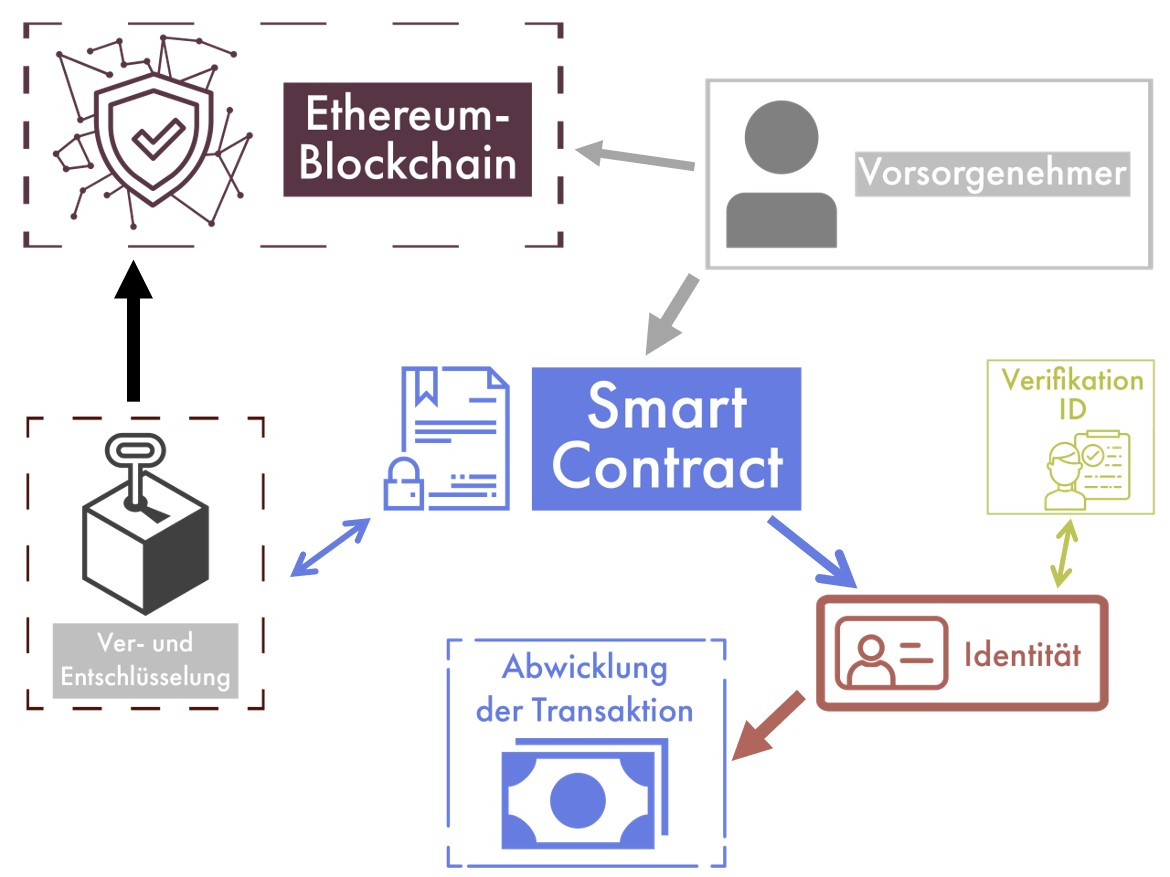 Ethereum-
Blockchain
Vorsorgenehmer
Smart
Contract
Verifikation
ID
Ver- und
Entschlüsselung
Identität
Abwicklung
der Transaktion